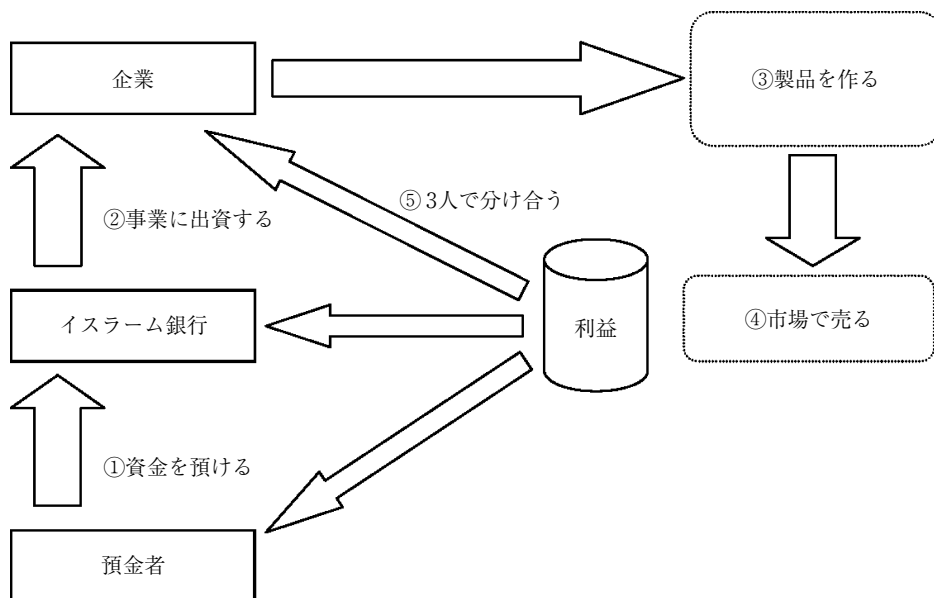 企業
③製品を作る
②事業に出資する
⑤3人で分け合う
イスラーム銀行
利益
④市場で売る
①資金を預ける
預金者